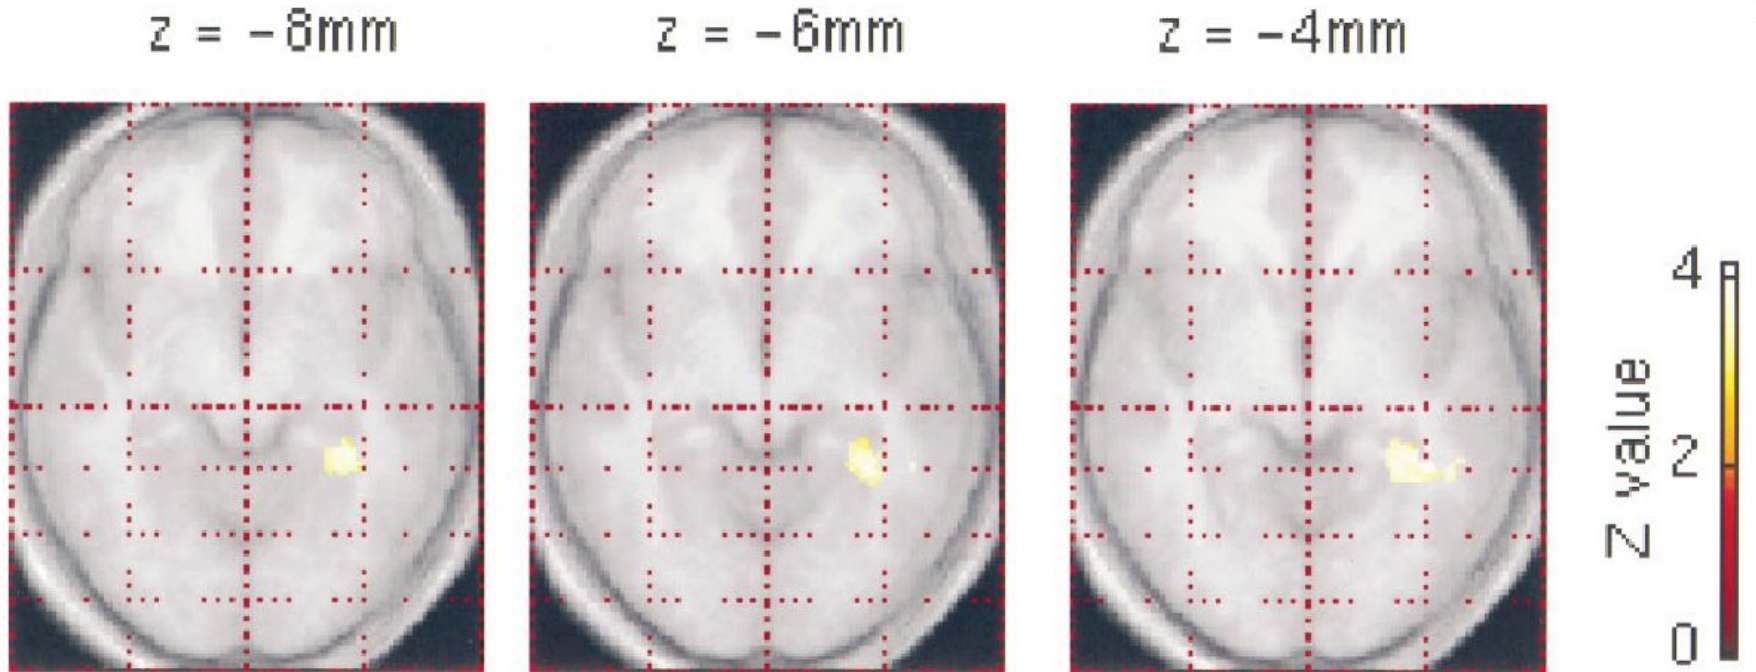 z = -8mm
z = -6mm
z = -4mm
4
2
0
Z value